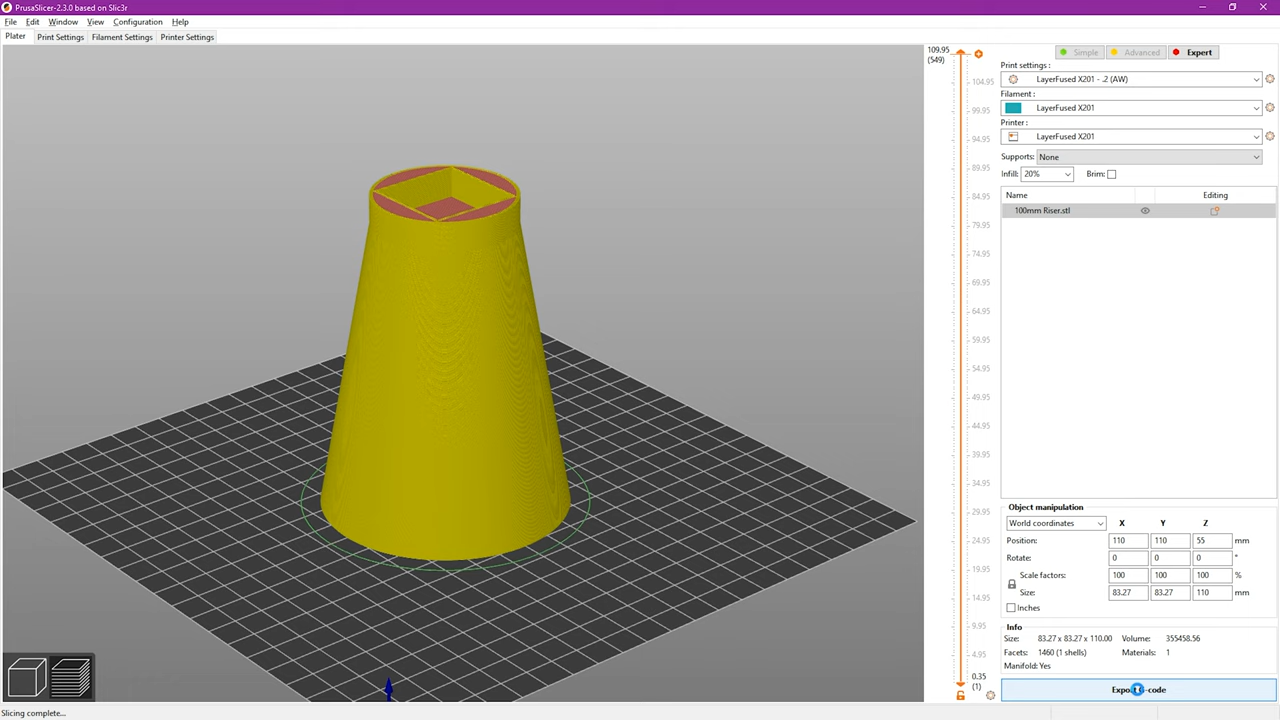 PrusaSlicer-2.3.0 based on Slic3r
File Edit Window View Configuration Help
Plater Print Settings Filament Settings Printer Settings
109.95
(549)
104.95
99.95
94.95
89.95
84.95
79.95
74.95
69.95
64.95
59.95
54.95
49.95
44.95
39.95
34.95
29.95
24.95
19.95
14.95
9.95
4.95
0.35
(1)
Simple Advanced Expert
Print settings :
LayerFused X201 - .2 (AW)
Filament :
LayerFused X201
Printer :
LayerFused X201
Supports: None
Infill: 20% Brim:
Name Editing
100mm Riser.stl
Object manipulation
World coordinates X Y Z
Position: 110 110 55 mm
Rotate: 0 0 0 °
Scale factors: 100 100 100 %
Size: 83.27 83.27 110 mm
Inches
Info
Size: 83.27 x 83.27 x 110.00 Volume: 355458.56
Facets: 1460 (1 shells) Materials: 1
Manifold: Yes
Export G-code
Slicing complete...